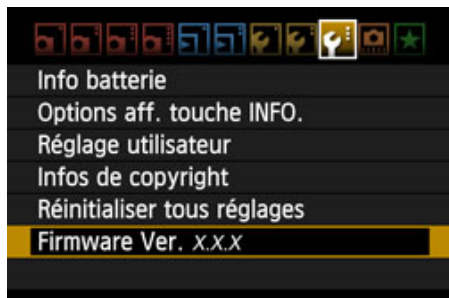 Info batterie
Options aff. touche INFO.
Réglage utilisateur
Infos de copyright
Réinitialiser tous réglages
Firmware Ver. X.X.X